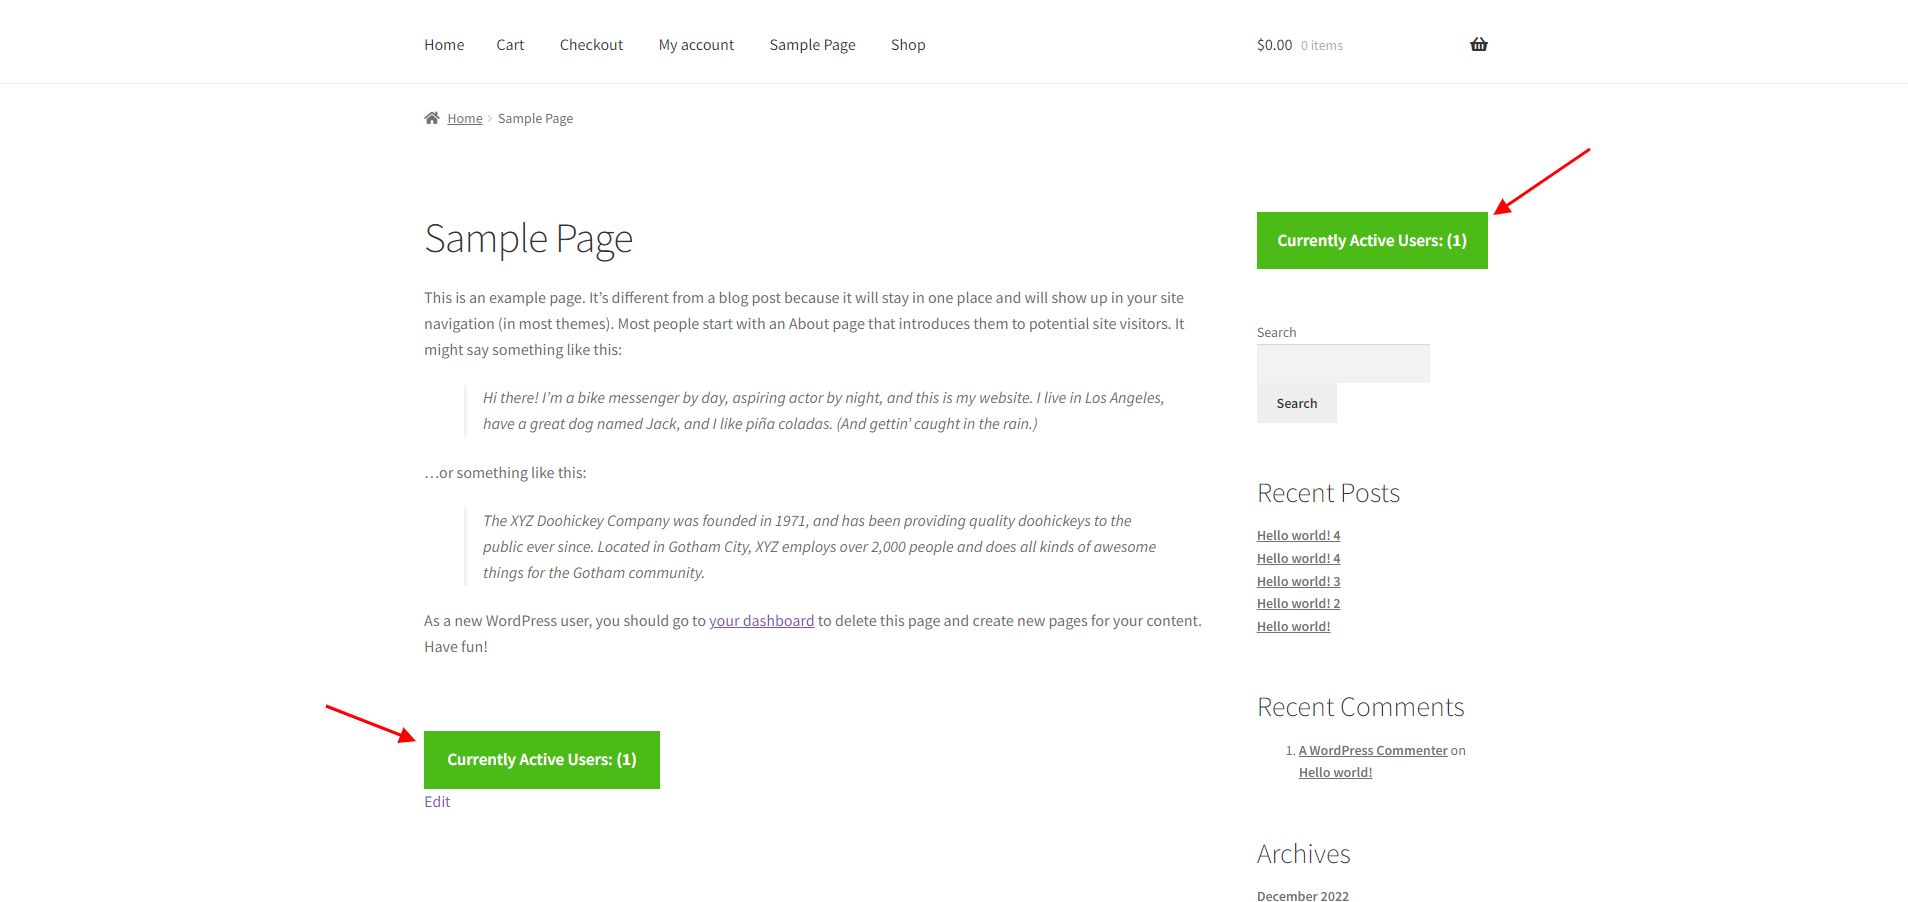 Home Cart Checkout My account Sample Page Shop $0.00 0 items
Home › Sample Page
Sample Page
This is an example page. It’s different from a blog post because it will stay in one place and will show up in your site
navigation (in most themes). Most people start with an About page that introduces them to potential site visitors. It
might say something like this:
Hi there! I’m a bike messenger by day, aspiring actor by night, and this is my website. I live in Los Angeles,
have a great dog named Jack, and I like piña coladas. (And gettin’ caught in the rain.)
…or something like this:
The XYZ Doohickey Company was founded in 1971, and has been providing quality doohickeys to the
public ever since. Located in Gotham City, XYZ employs over 2,000 people and does all kinds of awesome
things for the Gotham community.
As a new WordPress user, you should go to your dashboard to delete this page and create new pages for your content.
Have fun!
Currently Active Users: (1)
Edit
Currently Active Users: (1)
Search
Search
Recent Posts
Hello world! 4
Hello world! 4
Hello world! 3
Hello world! 2
Hello world!
Recent Comments
1. A WordPress Commenter on
Hello world!
Archives
December 2022